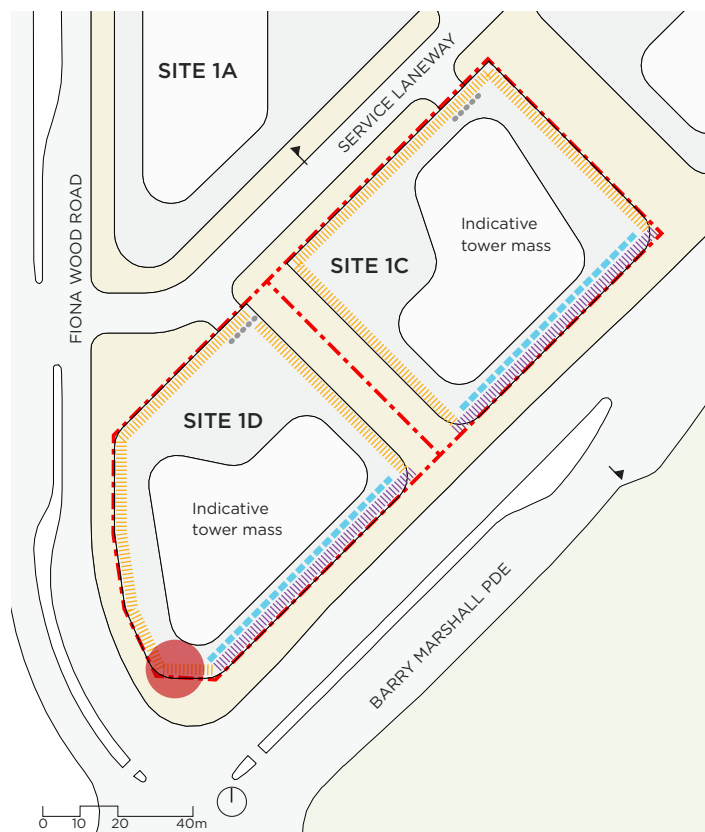 SITE 1A
SERVICE LANEWAY
FIONA WOOD ROAD
Indicative
tower mass
SITE 1C
SITE 1D
Indicative
tower mass
BARRY MARSHALL PDE
0 10 20 40m